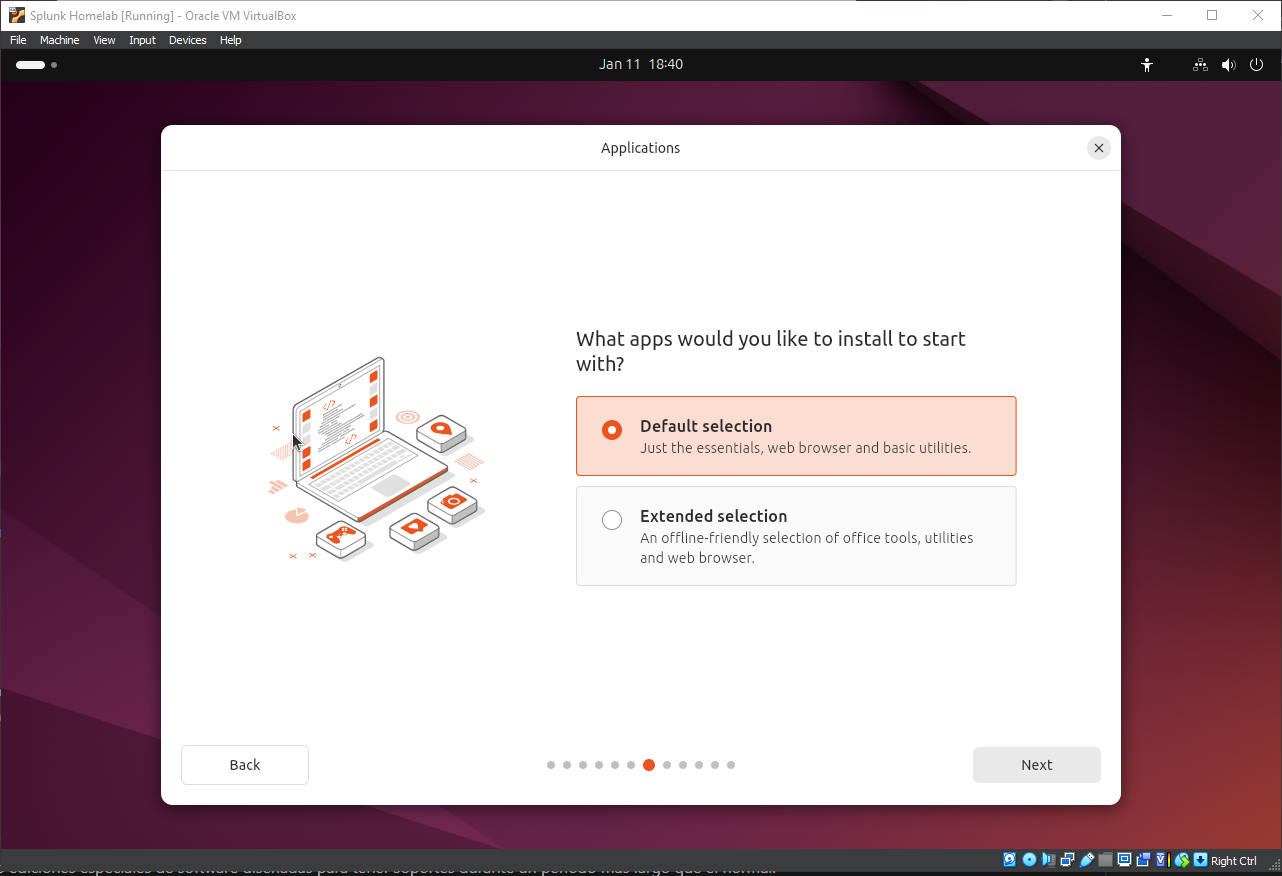 Splunk Homelab [Running] - Oracle VM VirtualBox
File Machine View Input Devices Help
Jan 11 18:40
Applications
What apps would you like to install to start
with?
Default selection
Just the essentials, web browser and basic utilities.
Extended selection
An offline-friendly selection of office tools, utilities
and web browser.
Back
Next
Right Ctrl